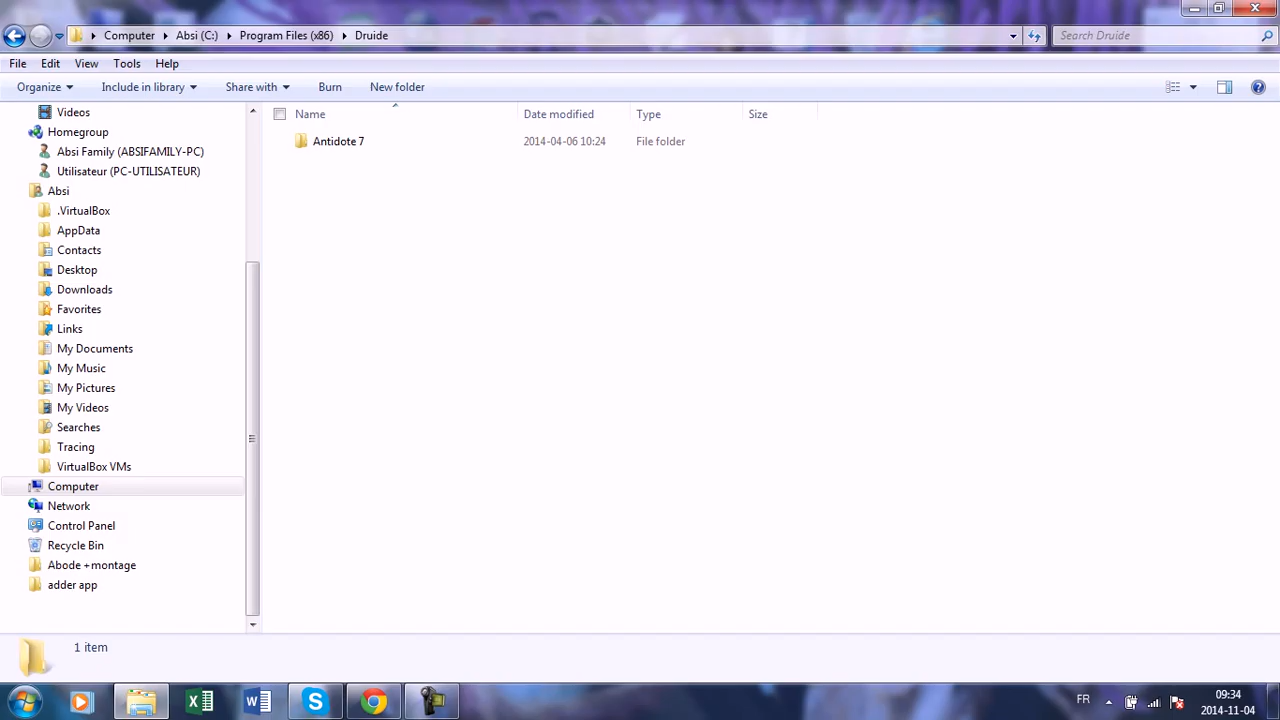 Computer Absi (C:) Program Files (x86) Druide Search Druide
File Edit View Tools Help
Organize Include in library Share with Burn New folder
Name Date modified Type Size
Antidote 7 2014-04-06 10:24 File folder
Videos
Homegroup
Absi Family (ABSIFAMILY-PC)
Utilisateur (PC-UTILISATEUR)
Absi
.VirtualBox
AppData
Contacts
Desktop
Downloads
Favorites
Links
My Documents
My Music
My Pictures
My Videos
Searches
Tracing
VirtualBox VMs
Computer
Network
Control Panel
Recycle Bin
Abode +montage
adder app
1 item
FR 09:34
2014-11-04